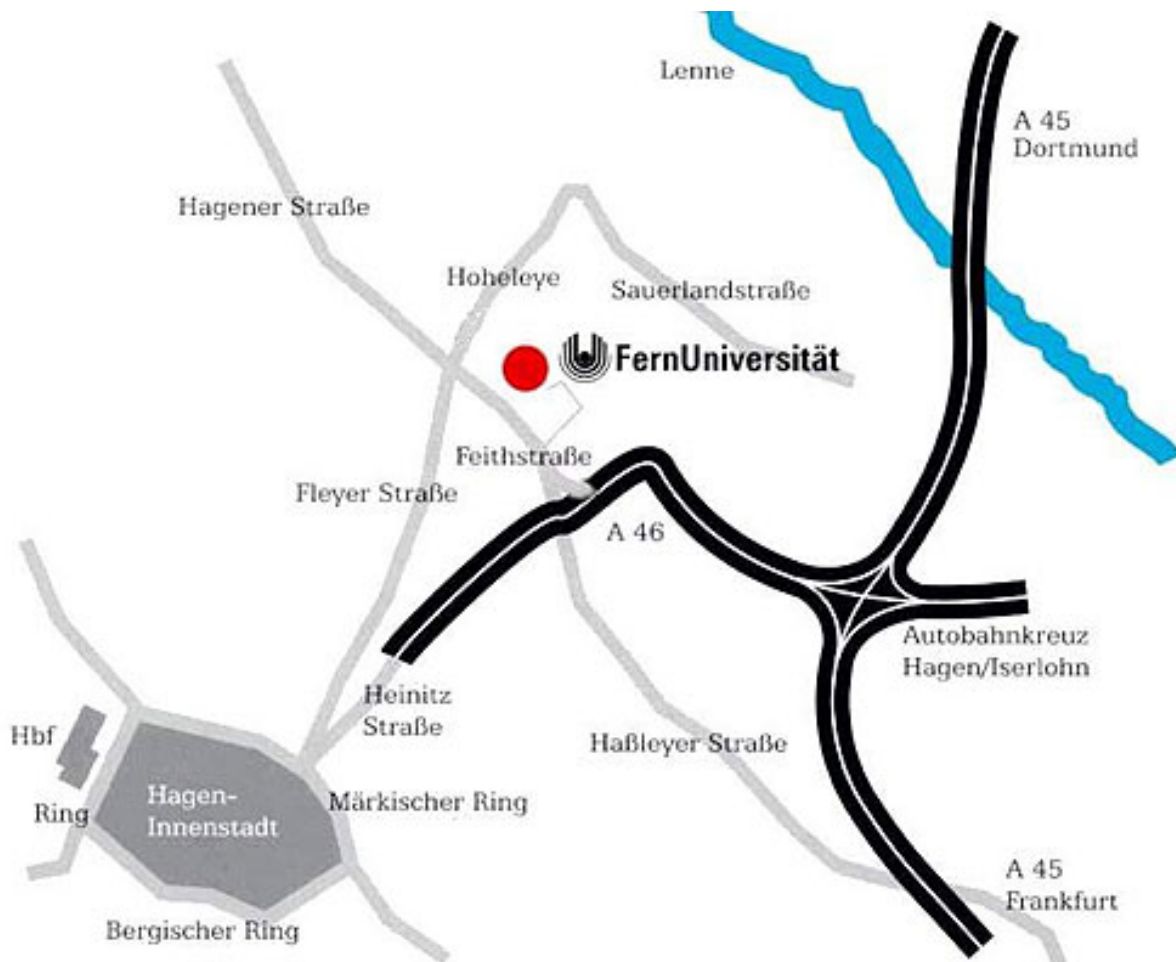 Lenne
A 45
Dortmund
Hagener Straße
Hoheleye
Sauerlandstraße
FernUniversität
Feithstraße
Fleyer Straße
A 46
Autobahnkreuz
Hagen/Iserlohn
Heinitz
Straße
Hbf
Haßleyer Straße
Hagen-
Innenstadt
Ring
Märkischer Ring
A 45
Frankfurt
Bergischer Ring